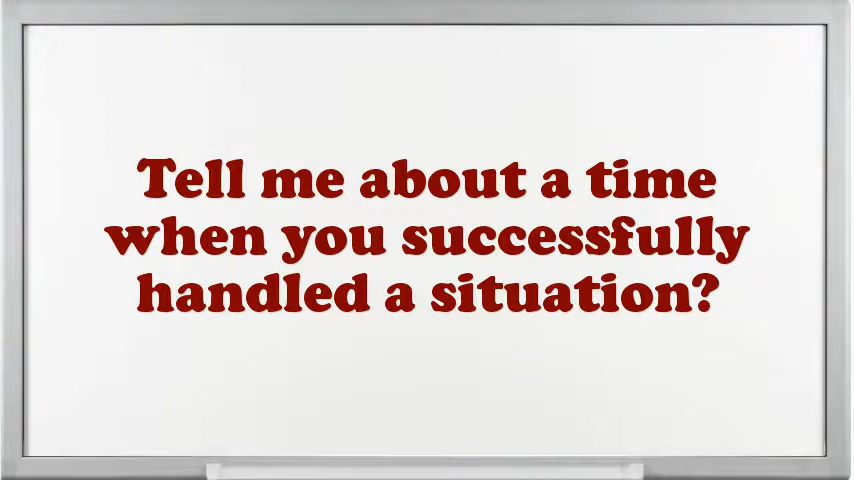 Tell me about a time
when you successfully
handled a situation?